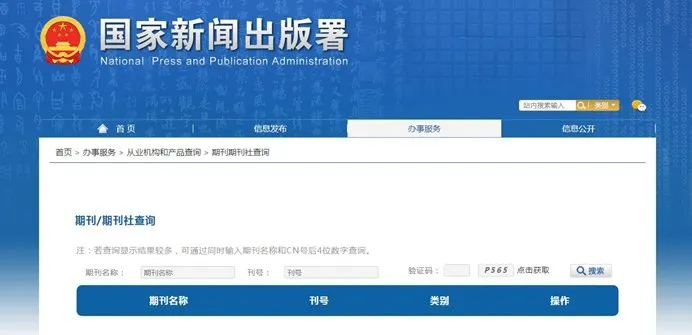 国家新闻出版署
National Press and Publication Administration
站内搜索输入 类别
首页 信息发布 办事服务 信息公开
首页 > 办事服务 > 从业机构和产品查询 > 期刊期刊社查询
期刊/期刊社查询
注：若查询显示结果较多，可通过同时输入期刊名称和CN号后4位数字查询。
期刊名称： 期刊名称 刊号： 刊号 验证码： P565 点击获取 搜索
期刊名称 刊号 类别 操作